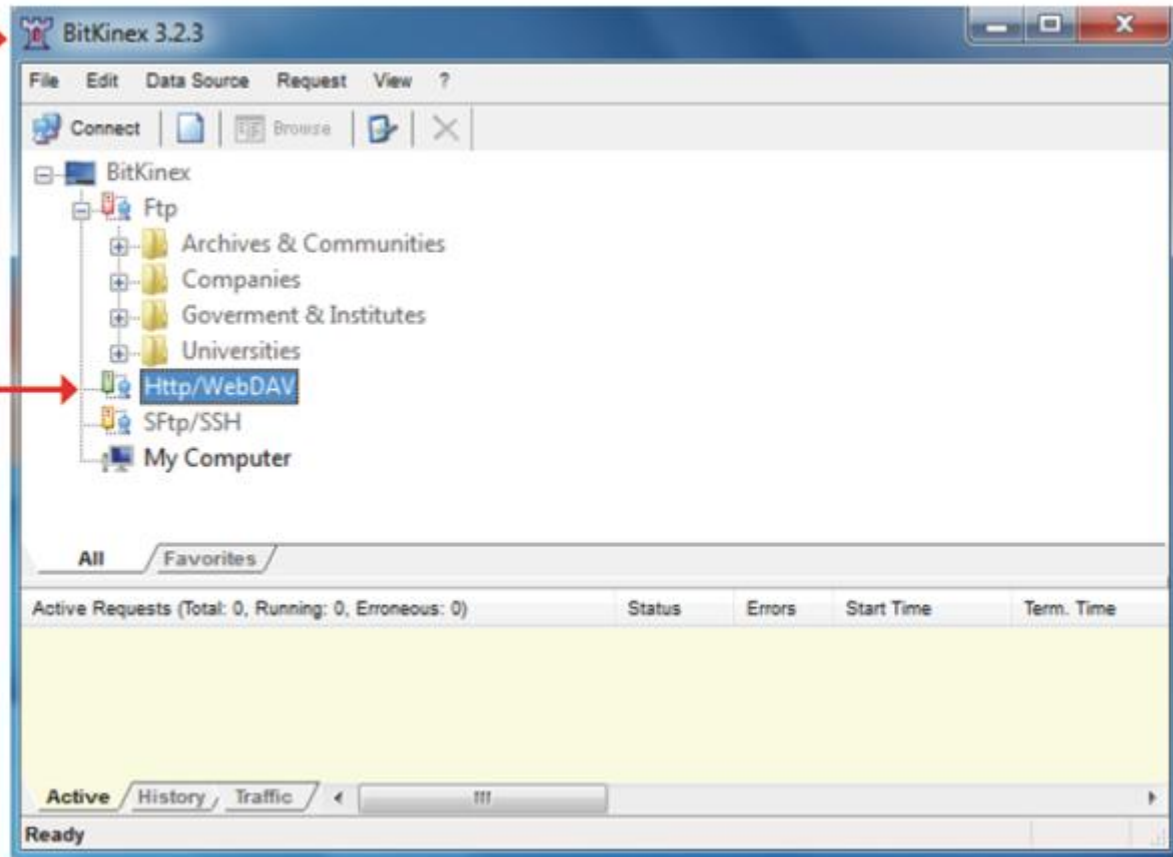 BitKinex 3.2.3
File Edit Data Source Request View ?
Connect Browse
BitKinex
Ftp
Archives & Communities
Companies
Goverment & Institutes
Universities
Http/WebDAV
SFtp/SSH
My Computer
All Favorites
Active Requests (Total: 0, Running: 0, Erroneous: 0) Status Errors Start Time Term. Time
Active History Traffic
Ready